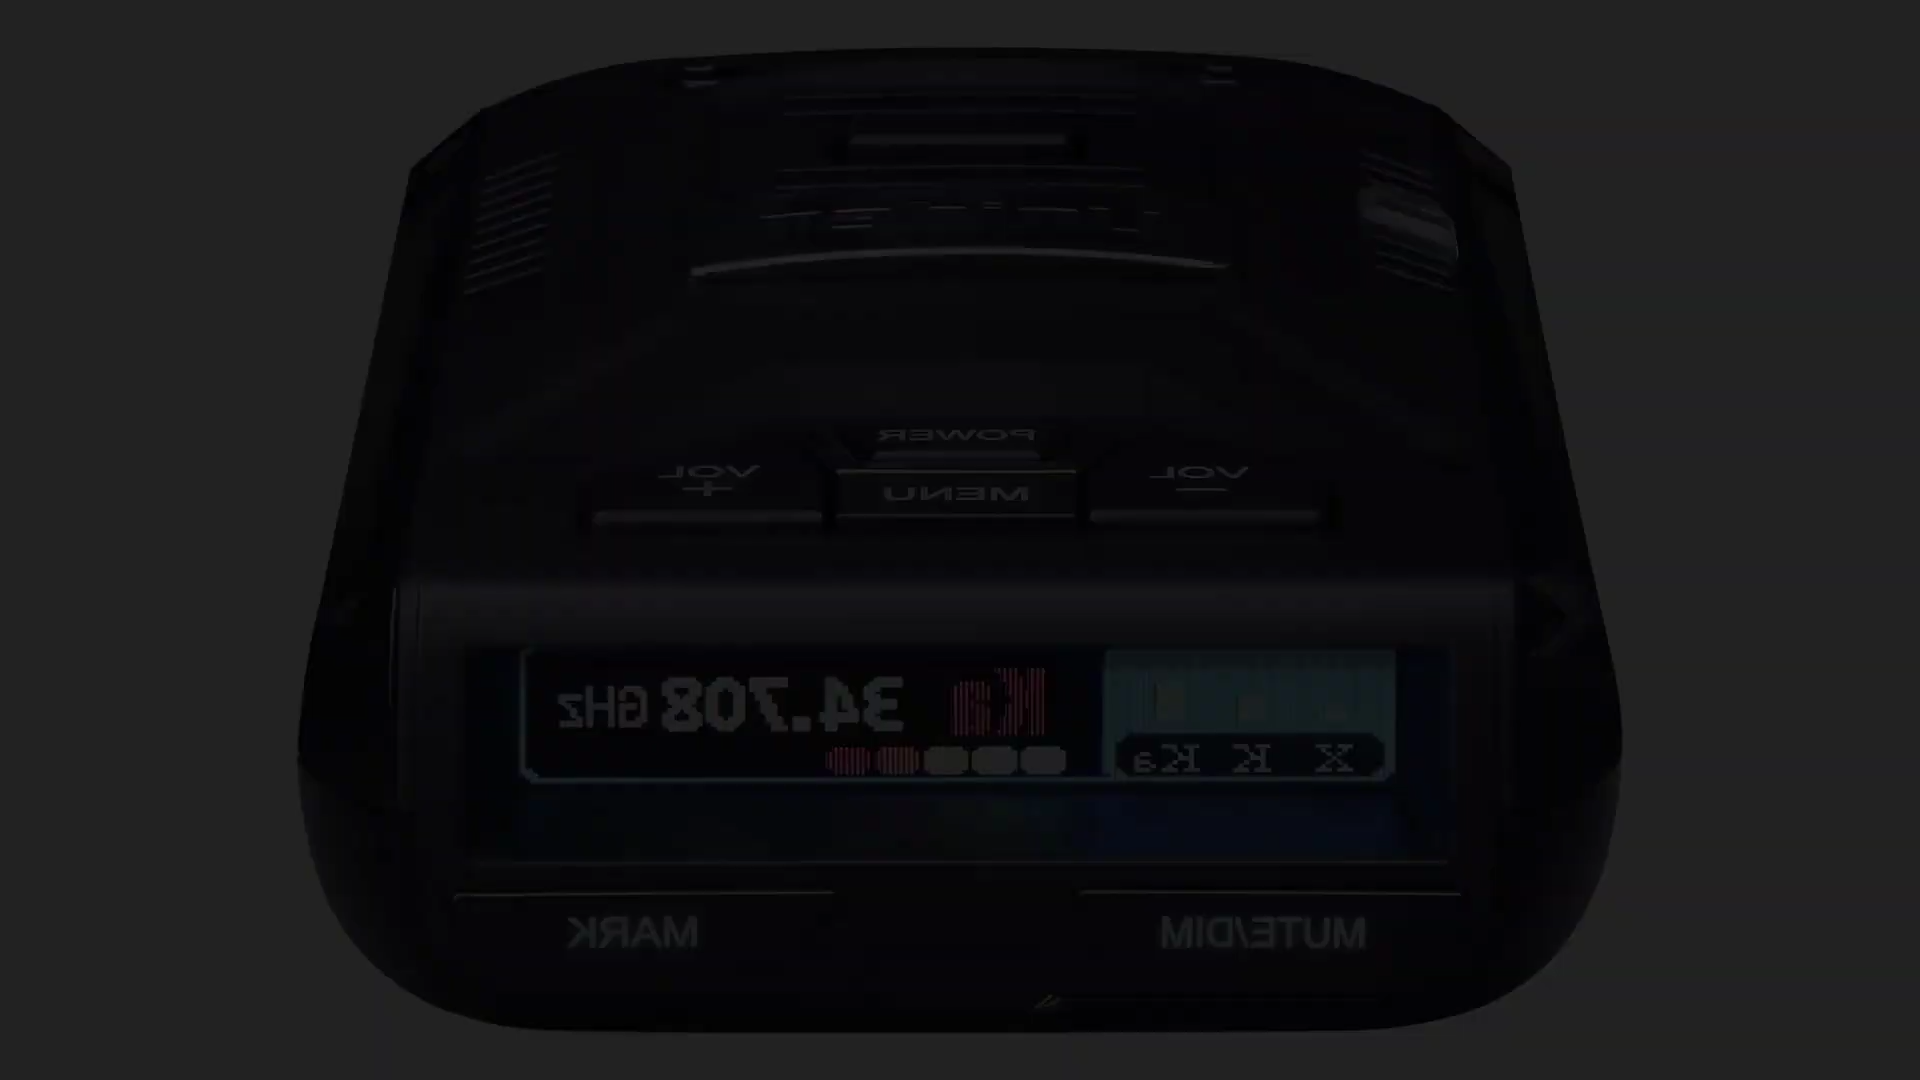 POWER
VOL VOL
+ MENU −
Ka 34.708 GHz
X K Ka
MUTE/DIM MARK